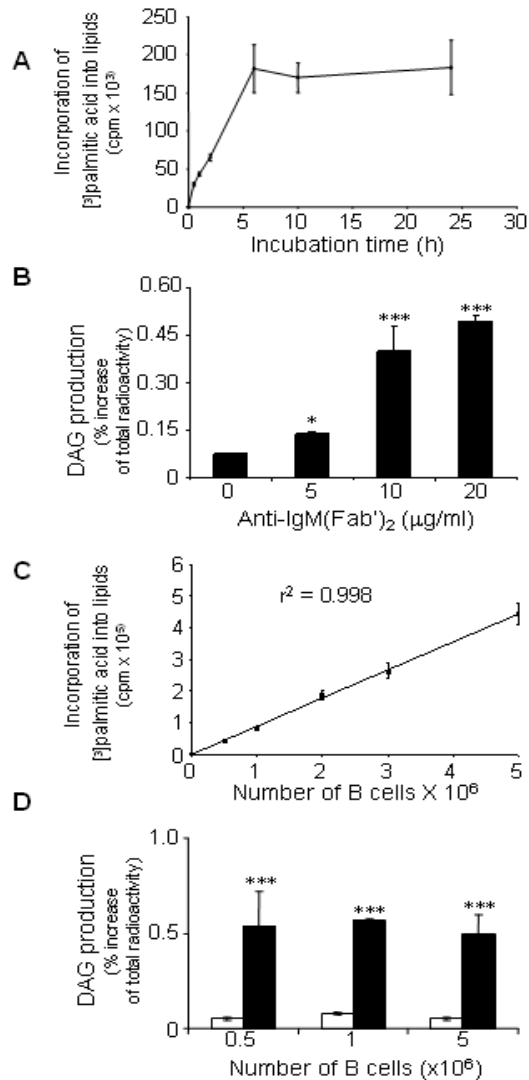 A
Incorporation of
[³]palmitic acid into lipids
(cpm x 10³)
250
200
150
100
50
0
0 5 10 15 20 25 30
Incubation time (h)
B
DAG production
(% increase
of total radioactivity)
0.60
0.45
0.30
0.15
0
* *** ***
0 5 10 20
Anti-IgM(Fab')₂ (μg/ml)
C
Incorporation of
[³]palmitic acid into lipids
(cpm x 10⁵)
6
5
4
3
2
1
0
r² = 0.998
0 1 2 3 4 5
Number of B cells X 10⁶
D
DAG production
(% increase
of total radioactivity)
1.0
0.5
0
*** *** ***
0.5 1 5
Number of B cells (x10⁶)